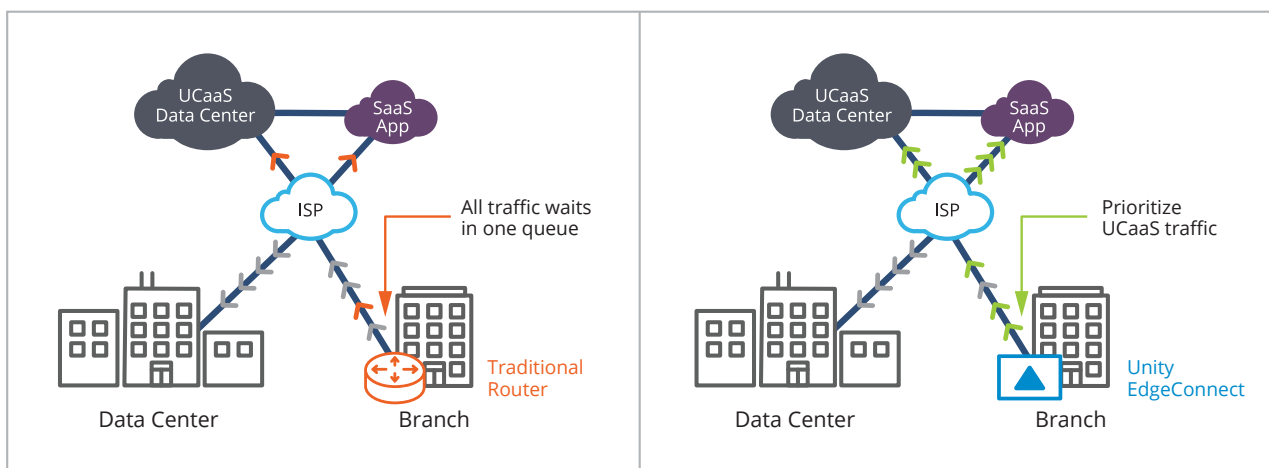 UCaaS
Data Center
SaaS
App
ISP
All traffic waits
in one queue
Traditional
Router
Data Center
Branch
UCaaS
Data Center
SaaS
App
ISP
Prioritize
UCaaS traffic
Unity
EdgeConnect
Data Center
Branch